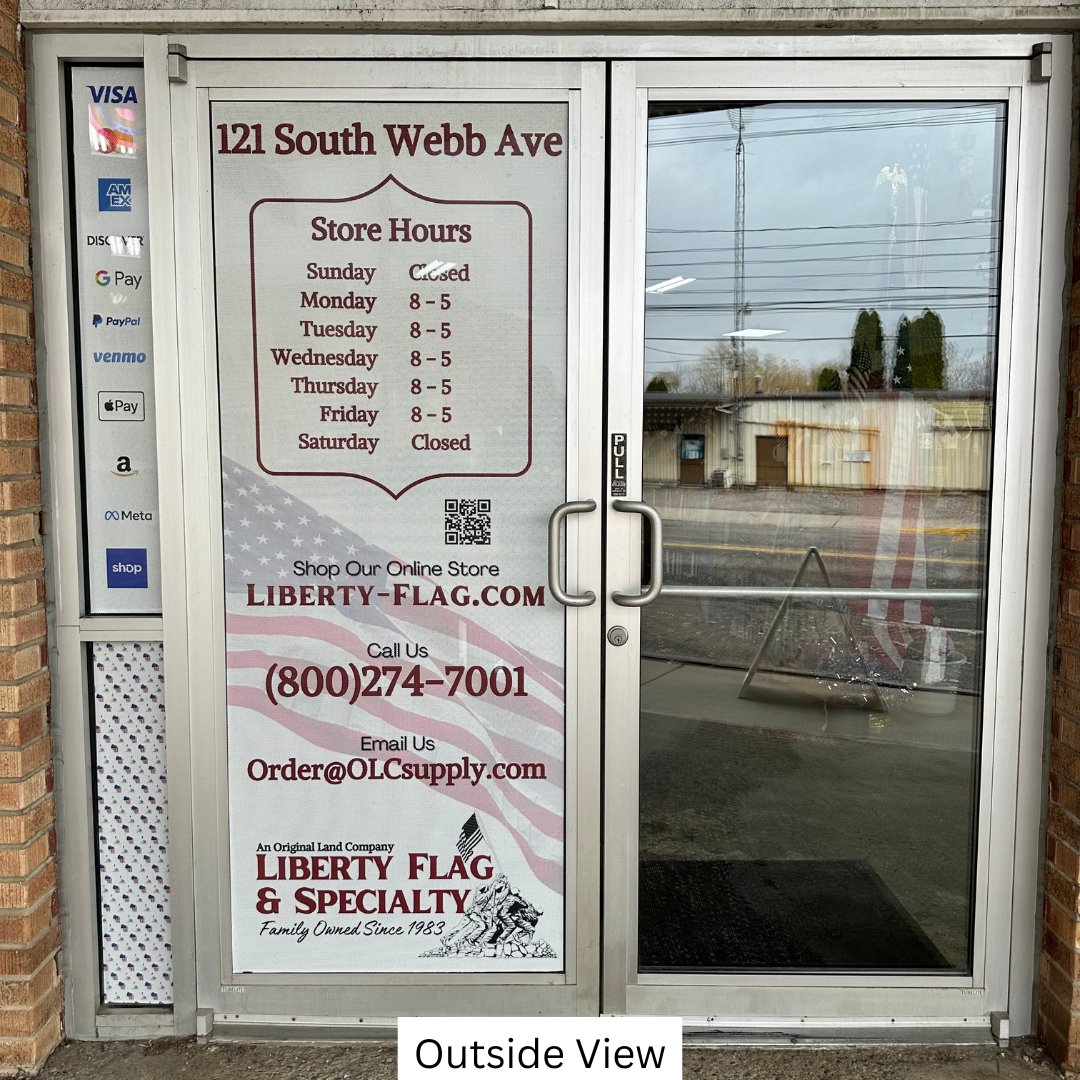 VISA
AM
EX
DISCOVER
G Pay
PayPal
venmo
Pay
a
Meta
shop
121 South Webb Ave
Store Hours
Sunday Closed
Monday 8 - 5
Tuesday 8 - 5
Wednesday 8 - 5
Thursday 8 - 5
Friday 8 - 5
Saturday Closed
Shop Our Online Store
LIBERTY-FLAG.COM
Call Us
(800)274-7001
Email Us
Order@OLCsupply.com
An Original Land Company
LIBERTY FLAG
& SPECIALTY
Family Owned Since 1983
PULL
Outside View